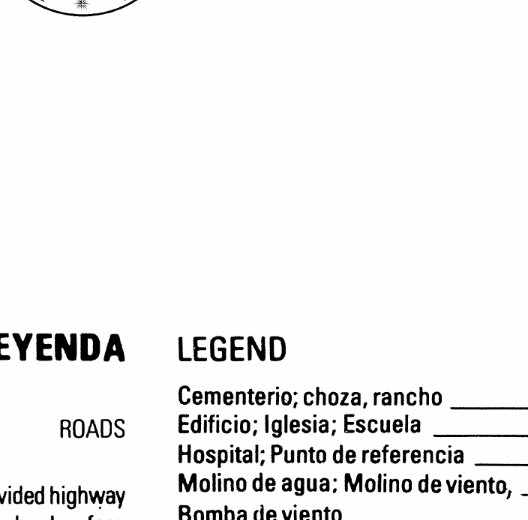 EYENDA LEGEND
Cementerio; choza, rancho
ROADS
Edificio; Iglesia; Escuela
Hospital; Punto de referencia
Molino de agua; Molino de viento,
highway
Bomba de viento